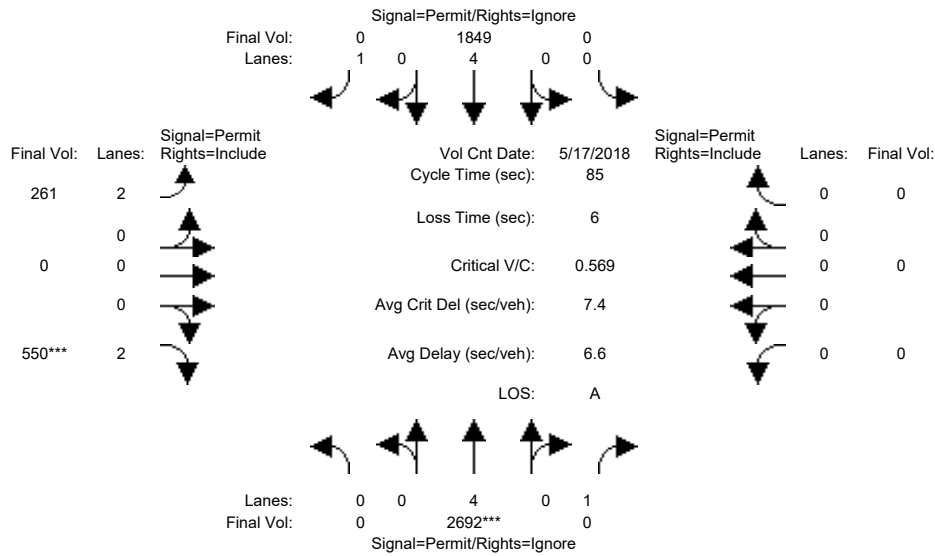 Signal=Permit/Rights=Ignore
Final Vol: 0 1849 0
Lanes: 1 0 4 0 0
Signal=Permit
Final Vol: Lanes: Rights=Include
Vol Cnt Date: 5/17/2018
Signal=Permit
Rights=Include Lanes: Final Vol:
Cycle Time (sec): 85
261 2
0 0
Loss Time (sec): 6
0
0
0 0
Critical V/C: 0.569
0 0
0
Avg Crit Del (sec/veh): 7.4
0
550*** 2
Avg Delay (sec/veh): 6.6
0 0
LOS: A
Lanes: 0 0 4 0 1
Final Vol: 0 2692*** 0
Signal=Permit/Rights=Ignore